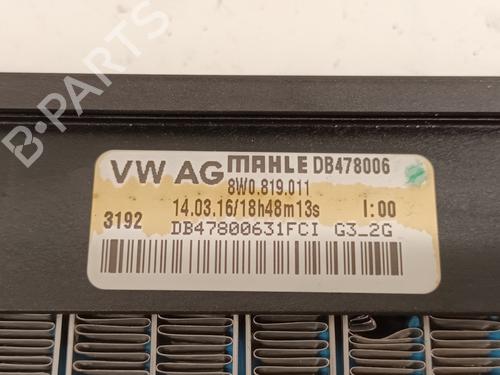 B-PARTS
VW AG MAHLE DB478006
8W0.819.011
14.03.16/18h48m13s I:00
3192
DB47800631FCI G3_2G